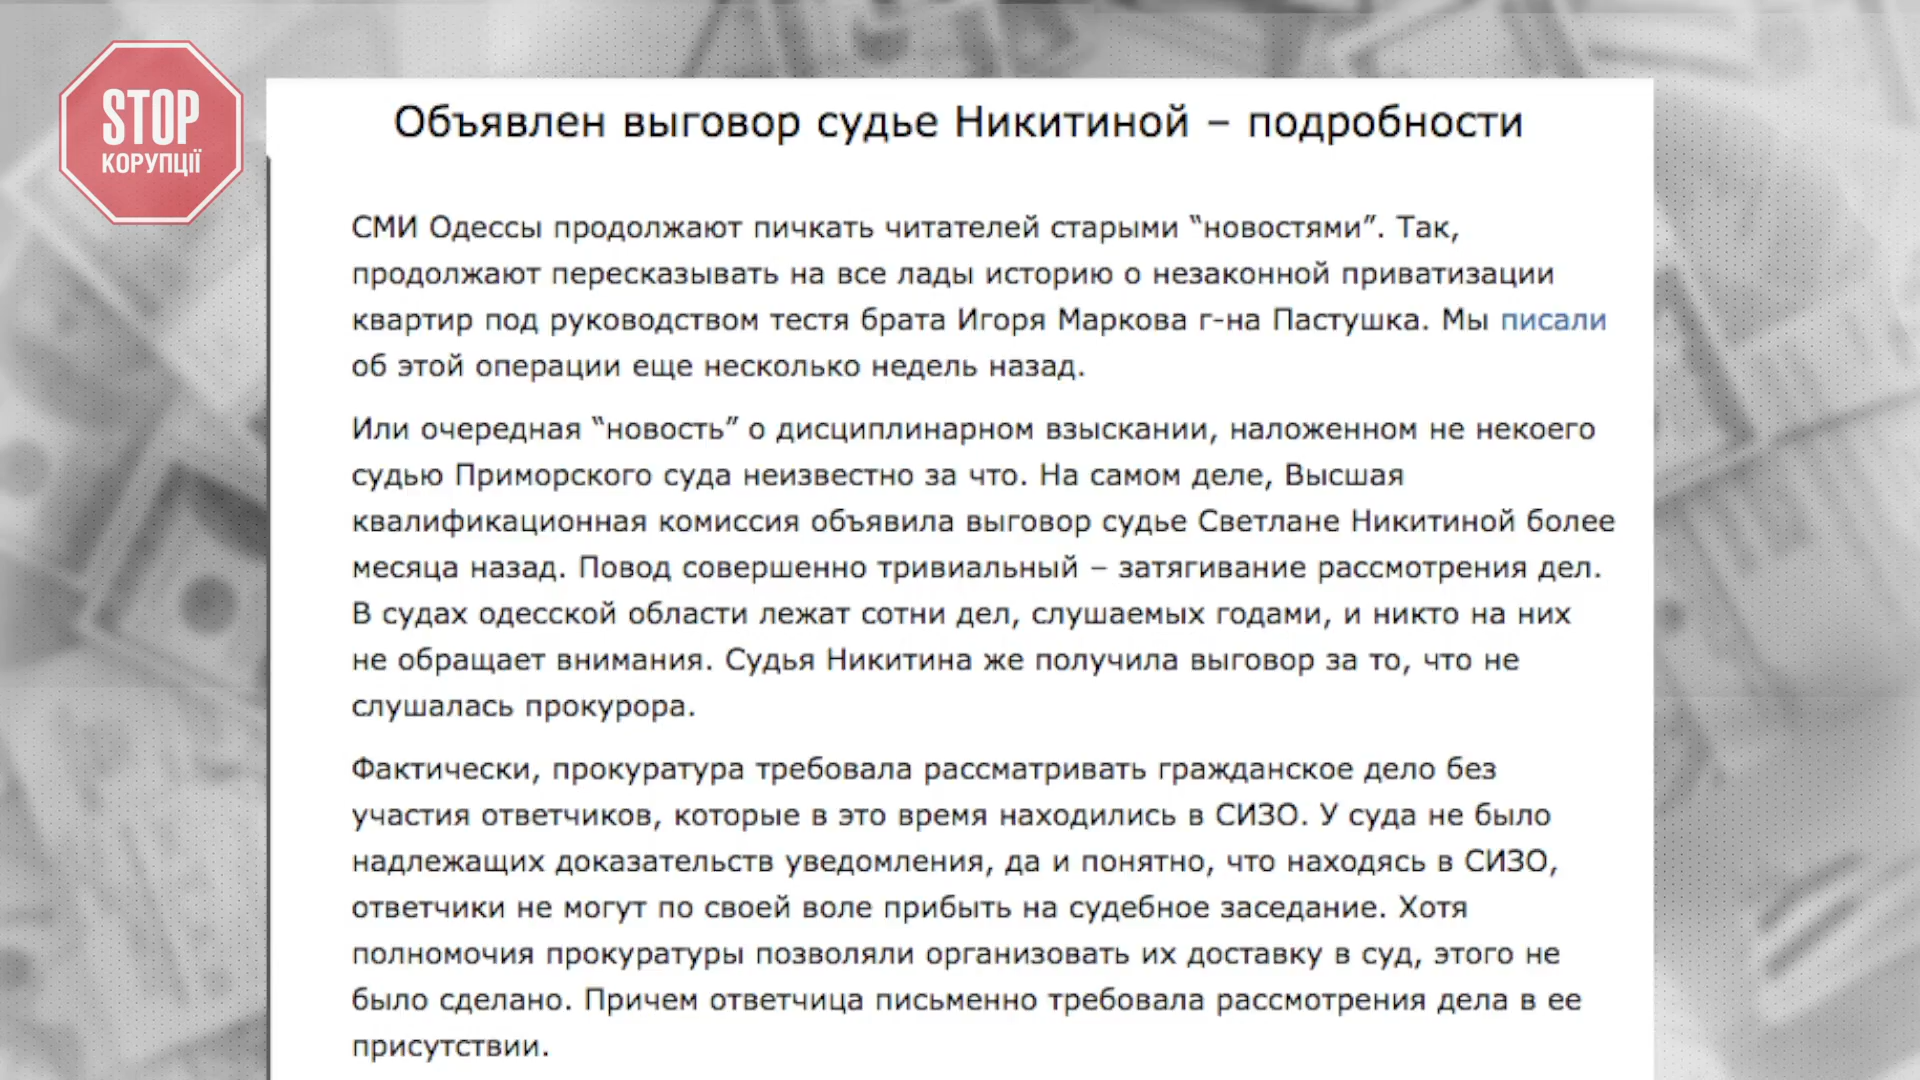 STOP
КОРУПЦІЇ
Объявлен выговор судье Никитиной – подробности
СМИ Одессы продолжают пичкать читателей старыми “новостями”. Так,
продолжают пересказывать на все лады историю о незаконной приватизации
квартир под руководством тестя брата Игоря Маркова г-на Пастушка. Мы писали
об этой операции еще несколько недель назад.
Или очередная “новость” о дисциплинарном взыскании, наложенном не некоего
судью Приморского суда неизвестно за что. На самом деле, Высшая
квалификационная комиссия объявила выговор судье Светлане Никитиной более
месяца назад. Повод совершенно тривиальный – затягивание рассмотрения дел.
В судах одесской области лежат сотни дел, слушаемых годами, и никто на них
не обращает внимания. Судья Никитина же получила выговор за то, что не
слушалась прокурора.
Фактически, прокуратура требовала рассматривать гражданское дело без
участия ответчиков, которые в это время находились в СИЗО. У суда не было
надлежащих доказательств уведомления, да и понятно, что находясь в СИЗО,
ответчики не могут по своей воле прибыть на судебное заседание. Хотя
полномочия прокуратуры позволяли организовать их доставку в суд, этого не
было сделано. Причем ответчица письменно требовала рассмотрения дела в ее
присутствии.